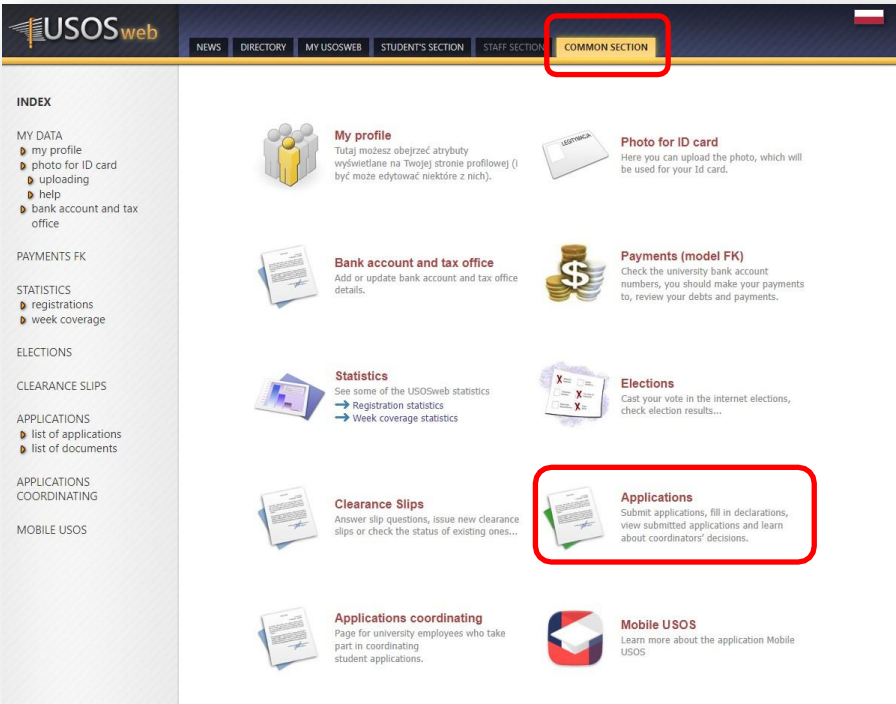 USOSweb
NEWS DIRECTORY MY USOSWEB STUDENT'S SECTION STAFF SECTION COMMON SECTION
INDEX
MY DATA
my profile
photo for ID card
uploading
help
bank account and tax
office
PAYMENTS FK
STATISTICS
registrations
week coverage
ELECTIONS
CLEARANCE SLIPS
APPLICATIONS
list of applications
list of documents
APPLICATIONS
COORDINATING
MOBILE USOS
My profile
Tutaj możesz obejrzeć atrybuty
wyświetlane na Twojej stronie profilowej (i
być może edytować niektóre z nich).
LEGITYMACJA
Photo for ID card
Here you can upload the photo, which will
be used for your Id card.
Bank account and tax office
Add or update bank account and tax office
details.
Payments (model FK)
Check the university bank account
numbers, you should make your payments
to, review your debts and payments.
Statistics
See some of the USOSweb statistics
Registration statistics
Week coverage statistics
Elections
Cast your vote in the internet elections,
check election results...
Clearance Slips
Answer slip questions, issue new clearance
slips or check the status of existing ones...
Applications
Submit applications, fill in declarations,
view submitted applications and learn
about coordinators' decisions.
Applications coordinating
Page for university employees who take
part in coordinating
student applications.
Mobile USOS
Learn more about the application Mobile
USOS